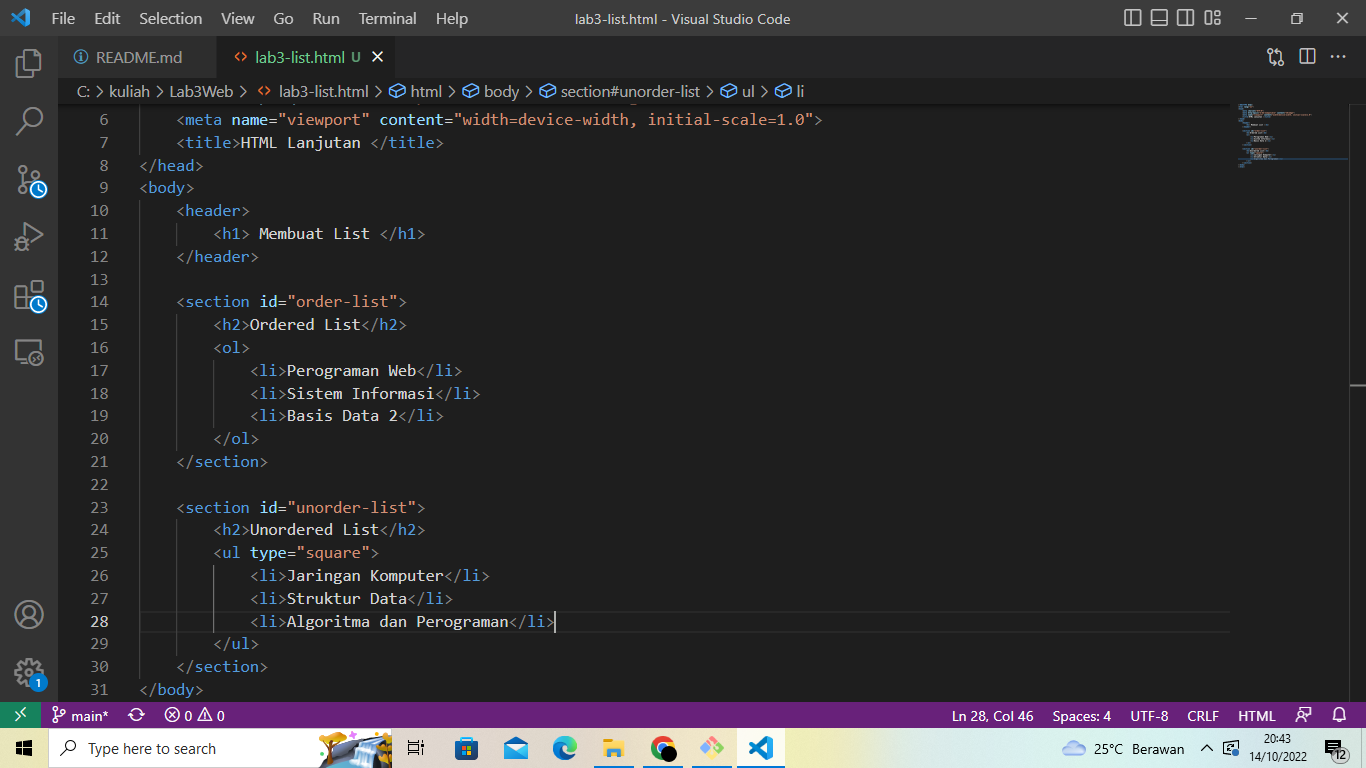 File Edit Selection View Go Run Terminal Help lab3-list.html - Visual Studio Code
README.md lab3-list.html U
C: > kuliah > Lab3Web > lab3-list.html > html > body > section#unorder-list > ul > li
6 <meta name="viewport" content="width=device-width, initial-scale=1.0">
7 <title>HTML Lanjutan </title>
8 </head>
9 <body>
10 <header>
11 <h1> Membuat List </h1>
12 </header>
13
14 <section id="order-list">
15 <h2>Ordered List</h2>
16 <ol>
17 <li>Perograman Web</li>
18 <li>Sistem Informasi</li>
19 <li>Basis Data 2</li>
20 </ol>
21 </section>
22
23 <section id="unorder-list">
24 <h2>Unordered List</h2>
25 <ul type="square">
26 <li>Jaringan Komputer</li>
27 <li>Struktur Data</li>
28 <li>Algoritma dan Perograman</li>
29 </ul>
30 </section>
31 </body>
1
main* 0 0 Ln 28, Col 46 Spaces: 4 UTF-8 CRLF HTML
Type here to search 25°C Berawan 20:43
14/10/2022 12